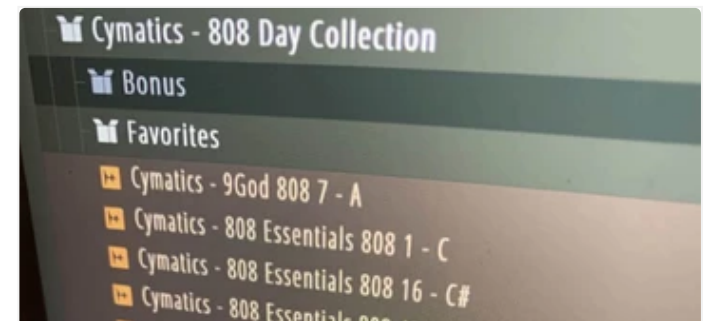 Cymatics - 808 Day Collection
Bonus
Favorites
Cymatics - 9God 808 7 - A
Cymatics - 808 Essentials 808 1 - C
Cymatics - 808 Essentials 808 16 - C#
Cymatics - 808 Essentials